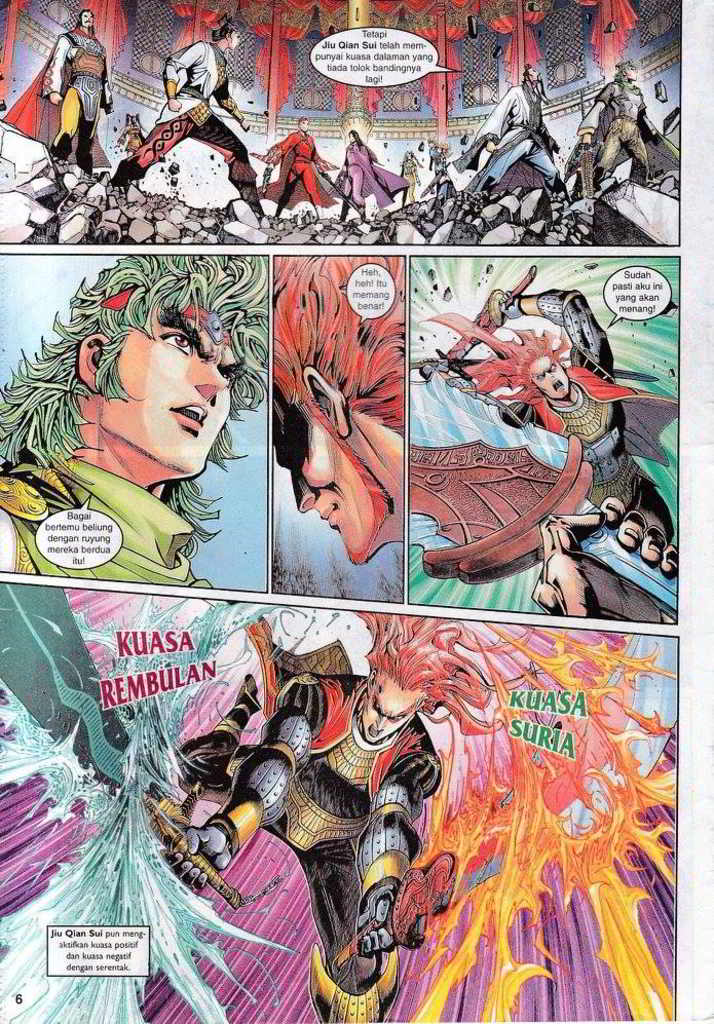 Tetapi
Jiu Qian Sui telah mem-
punyai kuasa dalaman yang
tiada tolok bandingnya
lagi!
Bagai
bertemu beliung
dengan ruyung
mereka berdua
itu!
Heh,
heh! Itu
memang
benar!
Sudah
pasti aku ini
yang akan
menang!
KUASA
REMBULAN
KUASA
SURIA
Jiu Qian Sui pun meng-
aktifkan kuasa positif
dan kuasa negatif
dengan serentak.
6